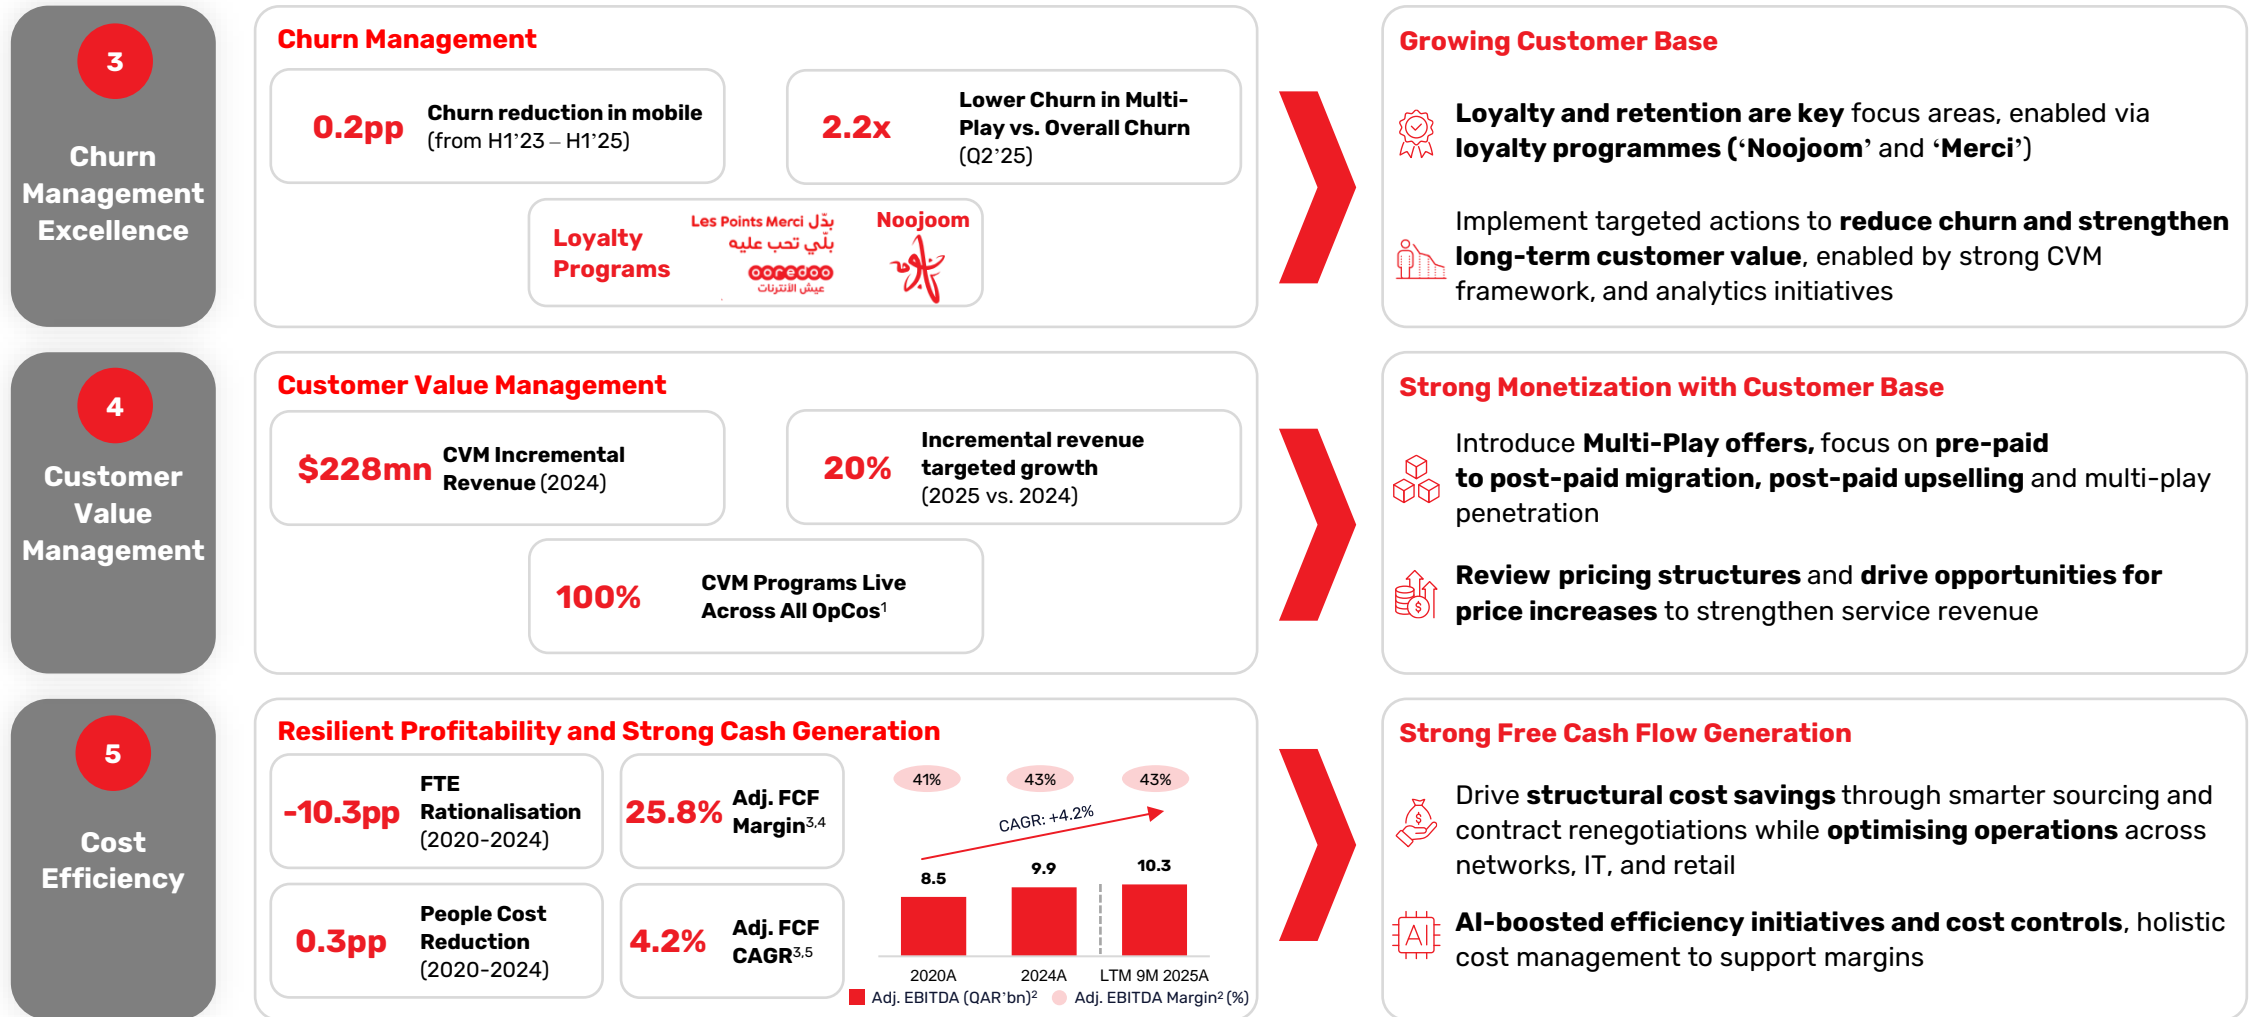 3
Churn
Management
Excellence
Churn Management
0.2pp
Churn reduction in mobile
(from H1’23 – H1’25)
2.2x
Lower Churn in Multi-
Play vs. Overall Churn
(Q2’25)
Loyalty
Programs
Les Points Merci بدّل
بلّي تحب عليه
ooredoo
عيش الأنترنات
Noojoom
Growing Customer Base
Loyalty and retention are key focus areas, enabled via
loyalty programmes (‘Noojoom’ and ‘Merci’)
Implement targeted actions to reduce churn and strengthen
long-term customer value, enabled by strong CVM
framework, and analytics initiatives
4
Customer
Value
Management
Customer Value Management
$228mn
CVM Incremental
Revenue (2024)
20%
Incremental revenue
targeted growth
(2025 vs. 2024)
100%
CVM Programs Live
Across All OpCos¹
Strong Monetization with Customer Base
Introduce Multi-Play offers, focus on pre-paid
to post-paid migration, post-paid upselling and multi-play
penetration
Review pricing structures and drive opportunities for
price increases to strengthen service revenue
5
Cost
Efficiency
Resilient Profitability and Strong Cash Generation
-10.3pp
FTE
Rationalisation
(2020-2024)
25.8%
Adj. FCF
Margin³,⁴
0.3pp
People Cost
Reduction
(2020-2024)
4.2%
Adj. FCF
CAGR³,⁵
41%
43%
43%
CAGR: +4.2%
8.5
9.9
10.3
2020A
2024A
LTM 9M 2025A
Adj. EBITDA (QAR’bn)²
Adj. EBITDA Margin² (%)
Strong Free Cash Flow Generation
Drive structural cost savings through smarter sourcing and
contract renegotiations while optimising operations across
networks, IT, and retail
AI
AI-boosted efficiency initiatives and cost controls, holistic
cost management to support margins